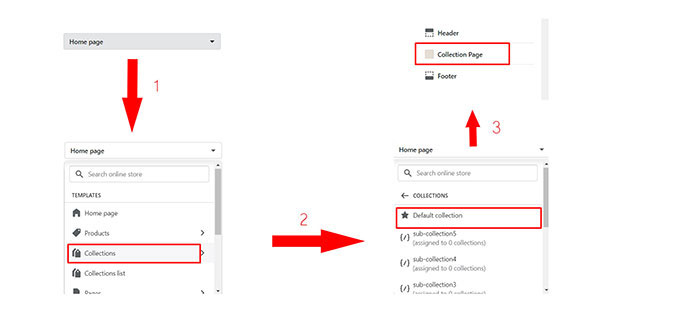 Home page
1
Home page
Search online store
TEMPLATES
Home page
Products
Collections
Collections list
Pages
2
Header
Collection Page
Footer
3
Home page
Search online store
COLLECTIONS
Default collection
{/} sub-collection5
(assigned to 0 collections)
{/} sub-collection4
(assigned to 0 collections)
{/} sub-collection3